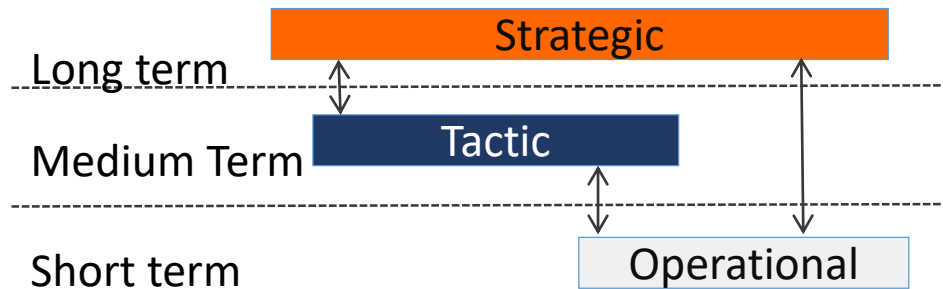 Strategic
Long term
Tactic
Medium Term
Operational
Short term